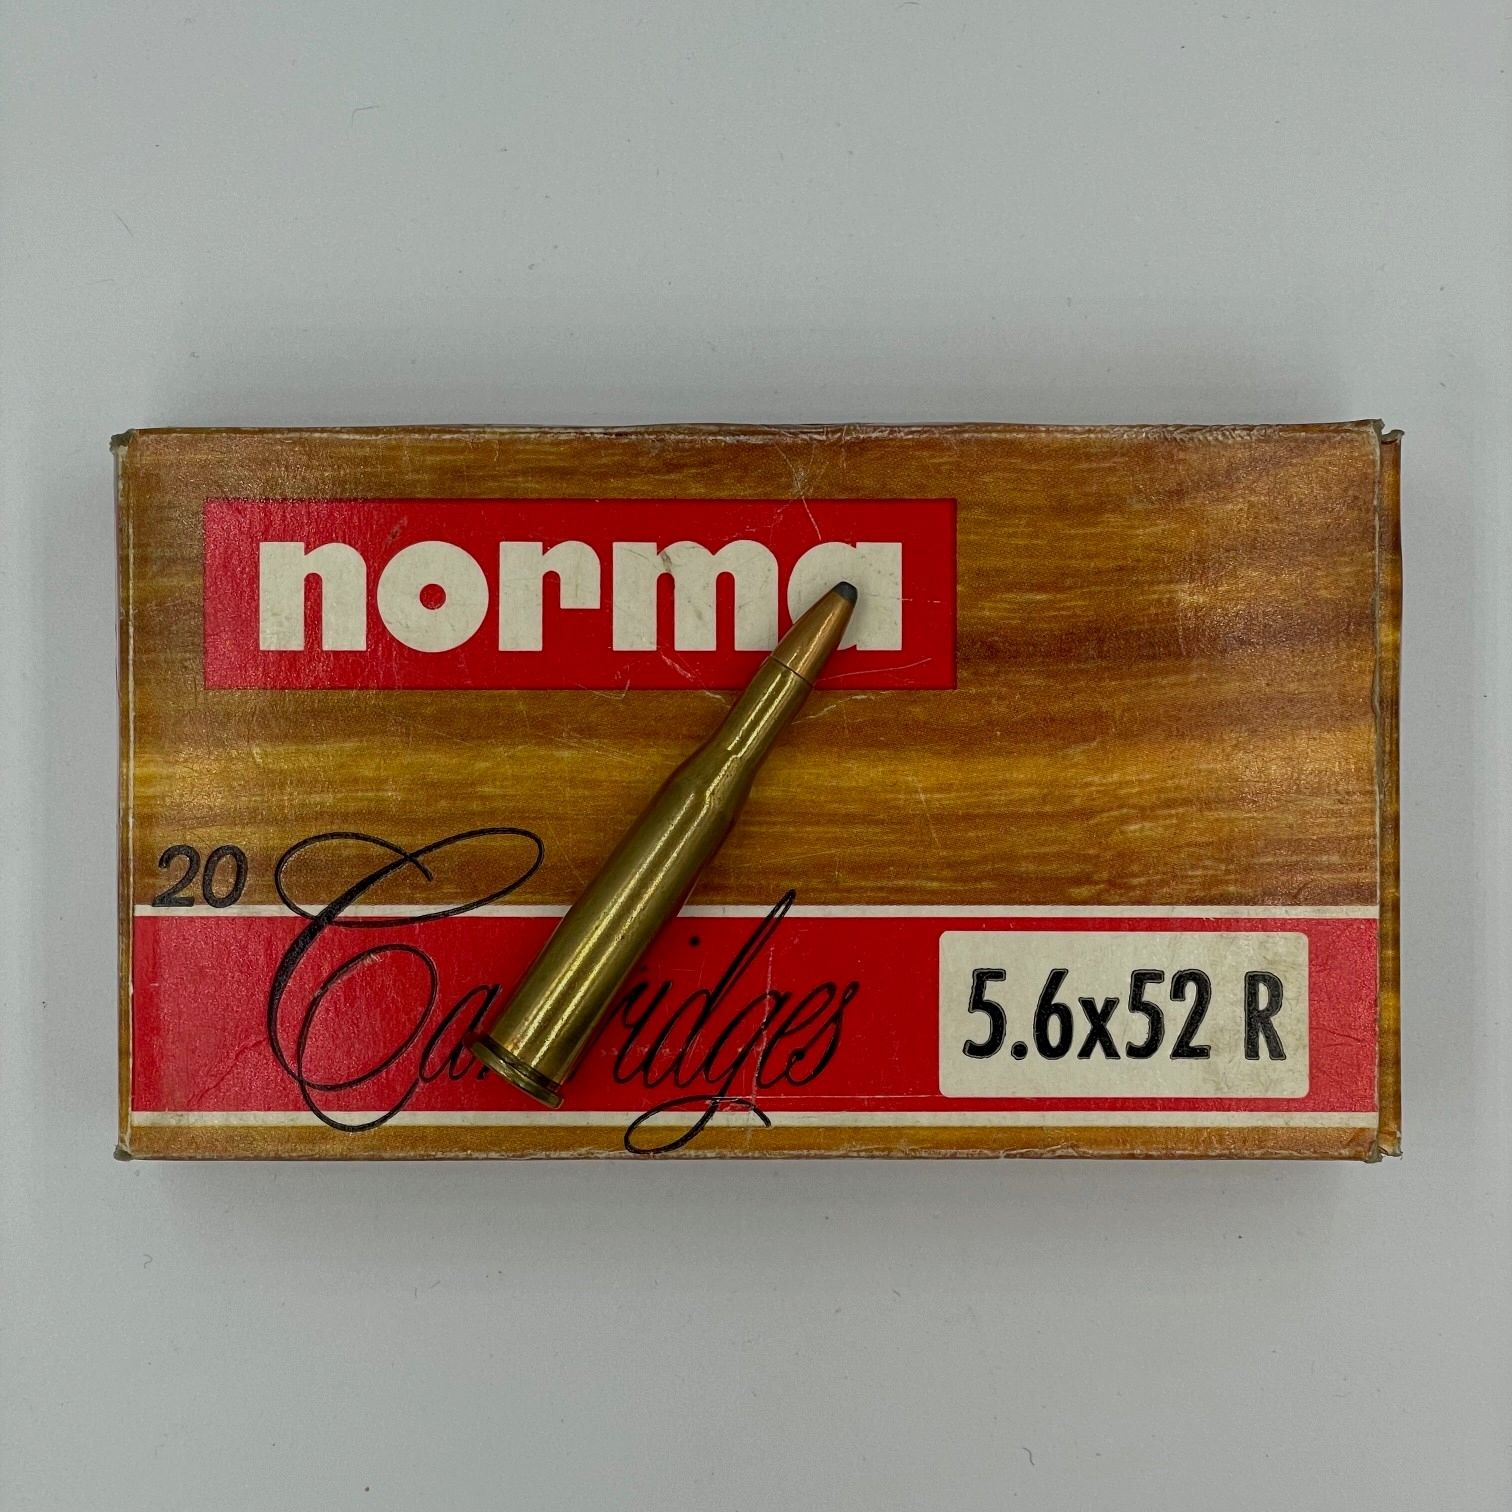 norma
20 Cartridges
5.6x52 R